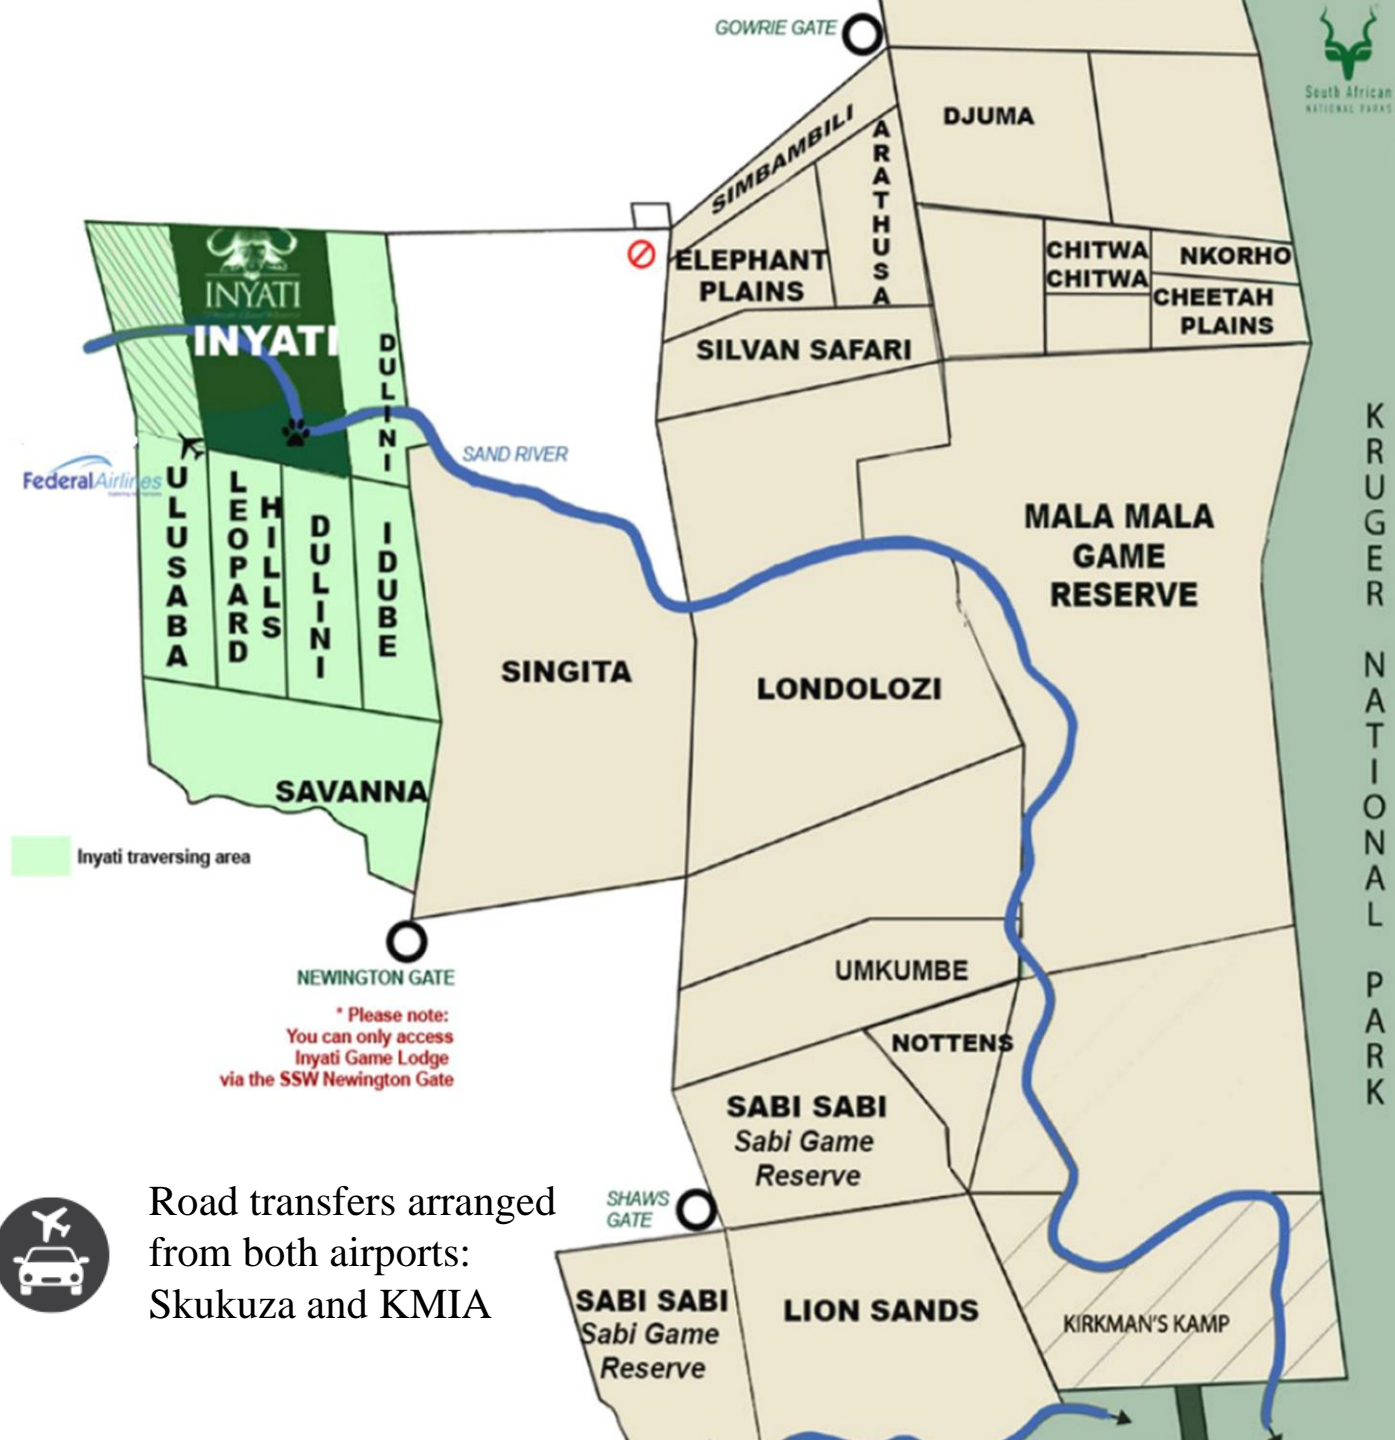 GOWRIE GATE
South African
NATIONAL PARKS
DJUMA
SIMBAMBILI
ARATHUSA
CHITWA
CHITWA
NKORHO
CHEETAH
PLAINS
ELEPHANT
PLAINS
SILVAN SAFARI
INYATI
INYATI
DULINI
SAND RIVER
FederalAirlines
ULUSABA
LEOPARD
HILLS
DULINI
IDUBE
MALA MALA
GAME
RESERVE
KRUGER NATIONAL PARK
SINGITA
LONDOLOZI
SAVANNA
Inyati traversing area
NEWINGTON GATE
* Please note:
You can only access
Inyati Game Lodge
via the SSW Newington Gate
UMKUMBE
NOTTENS
SABI SABI
Sabi Game
Reserve
SHAWS
GATE
Road transfers arranged
from both airports:
Skukuza and KMIA
SABI SABI
Sabi Game
Reserve
LION SANDS
KIRKMAN'S KAMP